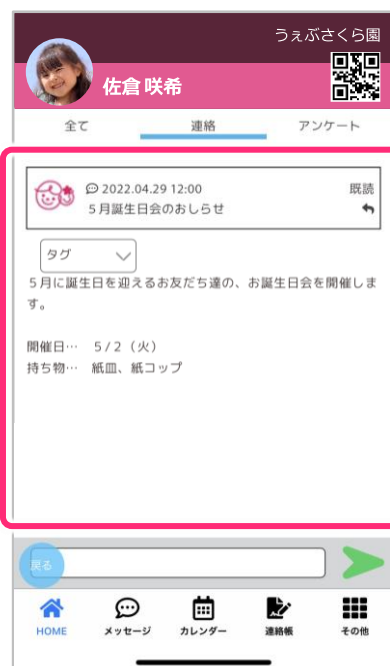 うぇぶさくら園
佐倉 咲希
全て 連絡 アンケート
2022.04.29 12:00 既読
５月誕生日会のおしらせ
タグ
５月に誕生日を迎えるお友だち達の、お誕生日会を開催しま
す。
開催日… ５/２（火）
持ち物… 紙皿、紙コップ
戻る
HOME メッセージ カレンダー 連絡帳 その他